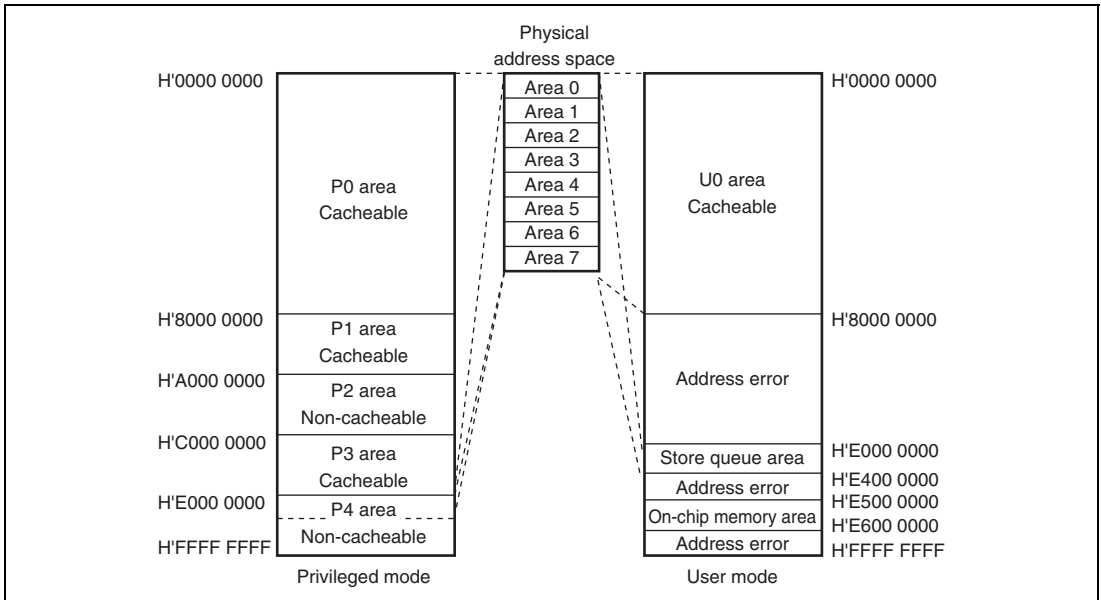 Physical
address space
H'0000 0000
P0 area
Cacheable
H'8000 0000
P1 area
Cacheable
H'A000 0000
P2 area
Non-cacheable
H'C000 0000
P3 area
Cacheable
H'E000 0000
P4 area
Non-cacheable
H'FFFF FFFF
Privileged mode
Area 0
Area 1
Area 2
Area 3
Area 4
Area 5
Area 6
Area 7
H'0000 0000
U0 area
Cacheable
H'8000 0000
Address error
H'E000 0000
Store queue area
H'E400 0000
Address error
H'E500 0000
On-chip memory area
H'E600 0000
Address error
H'FFFF FFFF
User mode